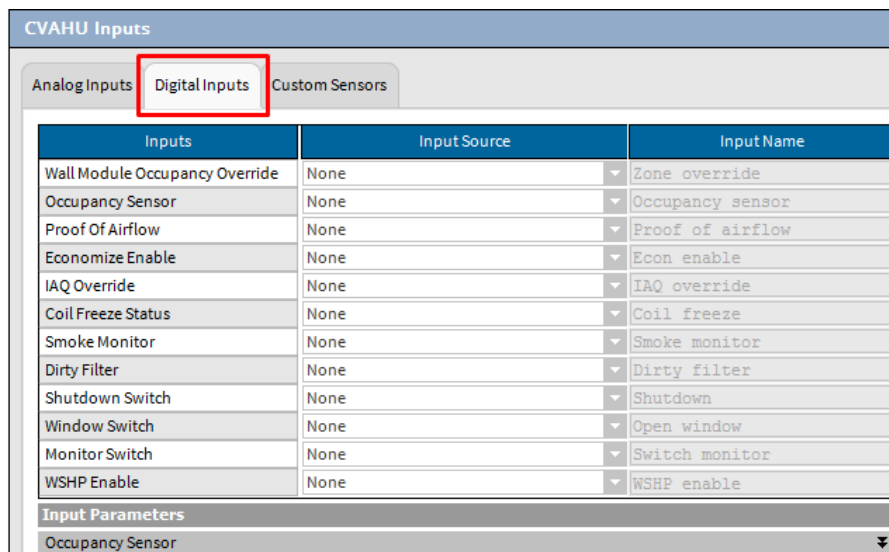 CVAHU Inputs
Analog Inputs Digital Inputs Custom Sensors
Inputs Input Source Input Name
Wall Module Occupancy Override None Zone override
Occupancy Sensor None Occupancy sensor
Proof Of Airflow None Proof of airflow
Economize Enable None Econ enable
IAQ Override None IAQ override
Coil Freeze Status None Coil freeze
Smoke Monitor None Smoke monitor
Dirty Filter None Dirty filter
Shutdown Switch None Shutdown
Window Switch None Open window
Monitor Switch None Switch monitor
WSHP Enable None WSHP enable
Input Parameters
Occupancy Sensor